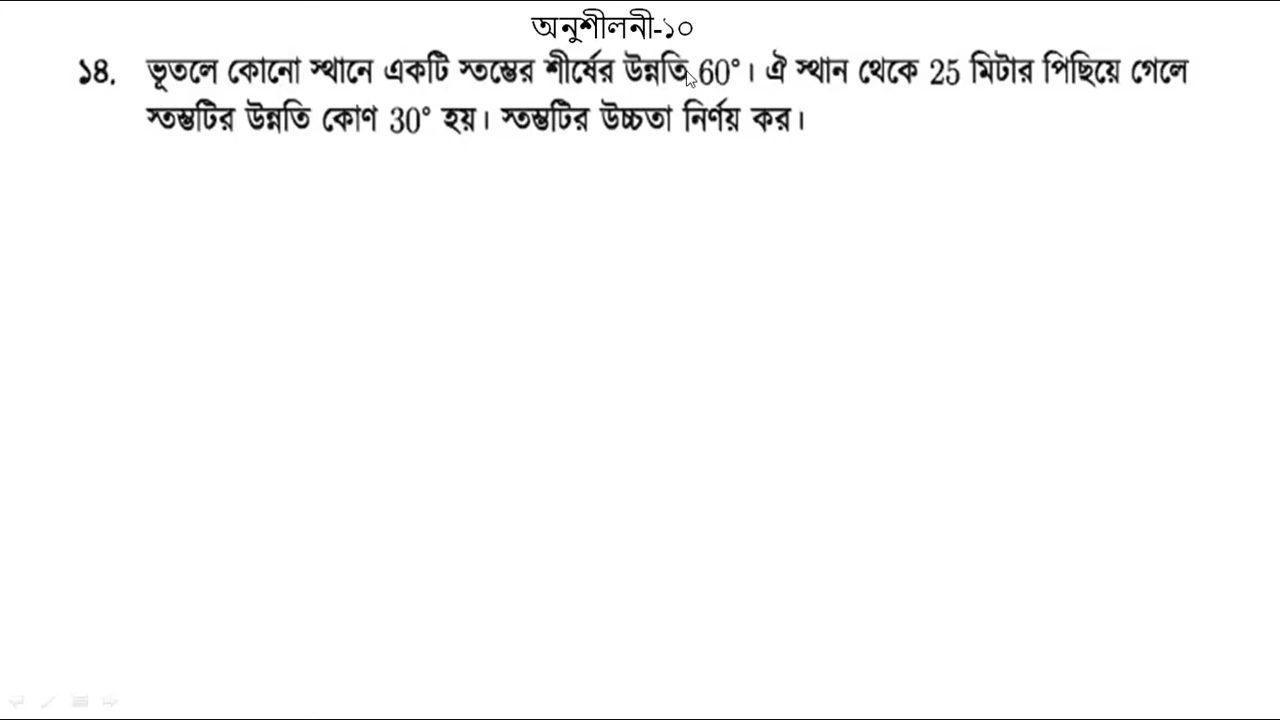 অনুশীলনী-১০
১৪. ভূতলে কোনো স্থানে একটি স্তম্ভের শীর্ষের উন্নতি 60°। ঐ স্থান থেকে 25 মিটার পিছিয়ে গেলে
স্তম্ভটির উন্নতি কোণ 30° হয়। স্তম্ভটির উচ্চতা নির্ণয় কর।